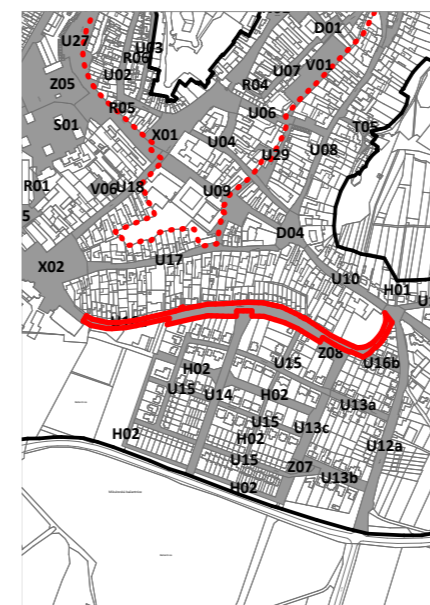 D01
U27
U03
R06
V01
U02
U07
Z05
R04
R05
U06
S01
T05
X01
U04
U08
U29
R01
V06
U18
U09
5
D04
U17
X02
U10
H01
U
Z08
U15
U16b
H02
U15
U14
H02
U13a
U15
U13c
H02
H02
U12a
U15
Z07
U13b
H02